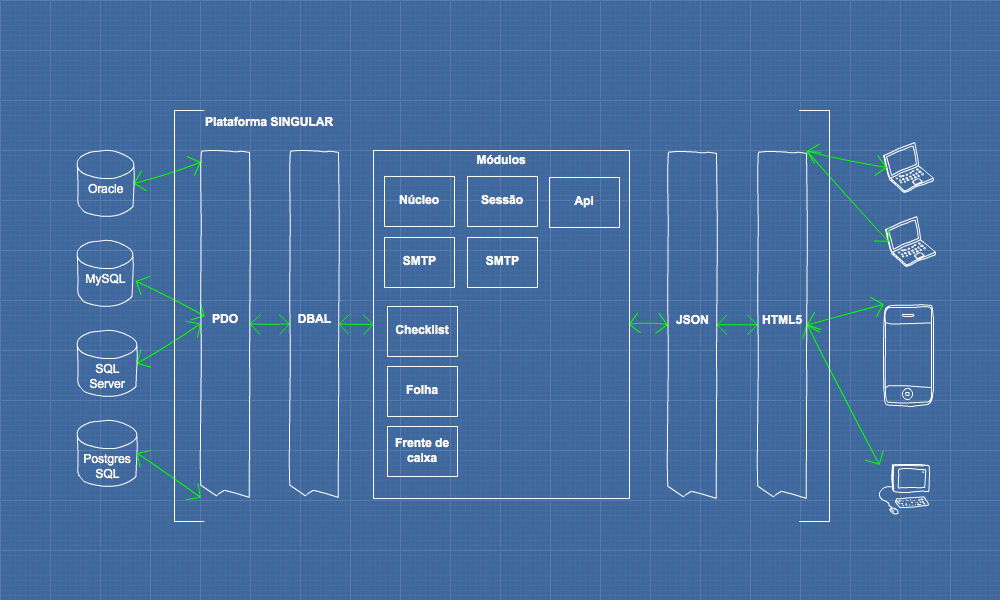 Plataforma SINGULAR
Oracle
MySQL
SQL
Server
Postgres
SQL
PDO
DBAL
Módulos
Núcleo
Sessão
Api
SMTP
SMTP
Checklist
Folha
Frente de
caixa
JSON
HTML5